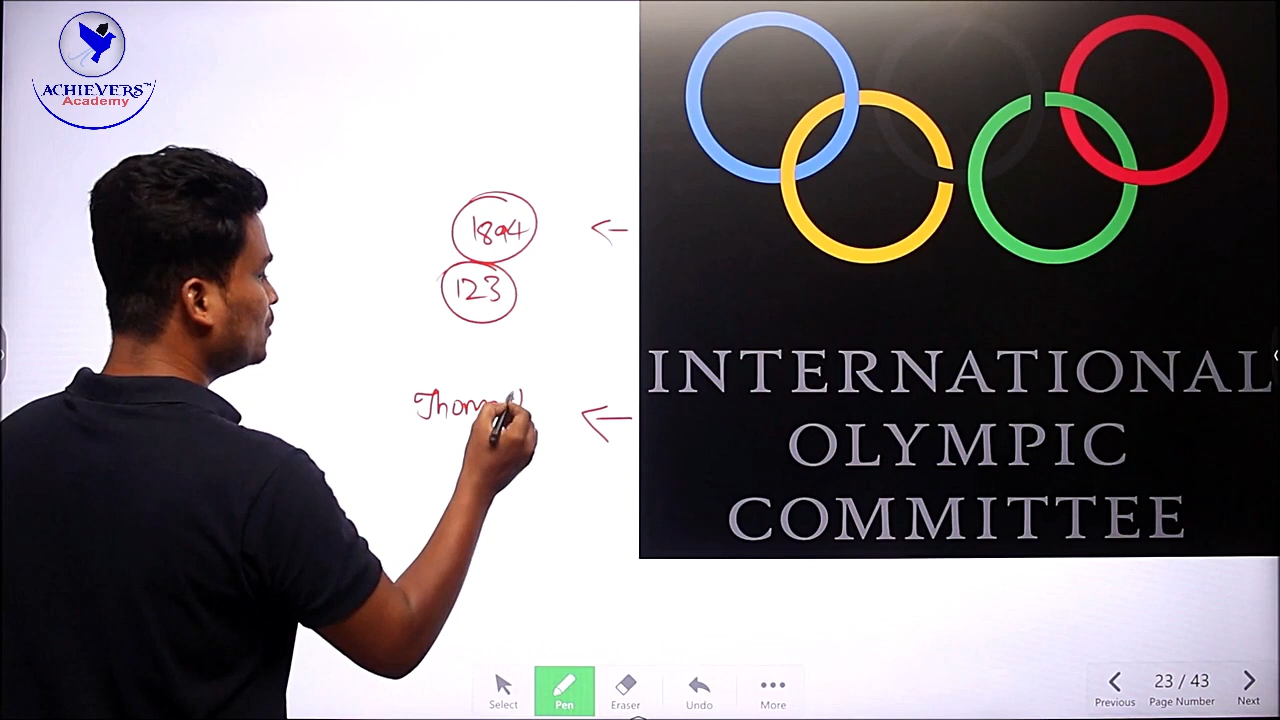 ACHIEVERS™
Academy
1894
123
INTERNATIONAL
OLYMPIC
COMMITTEE
Select
Pen
Eraser
Undo
More
Previous
23 / 43
Page Number
Next